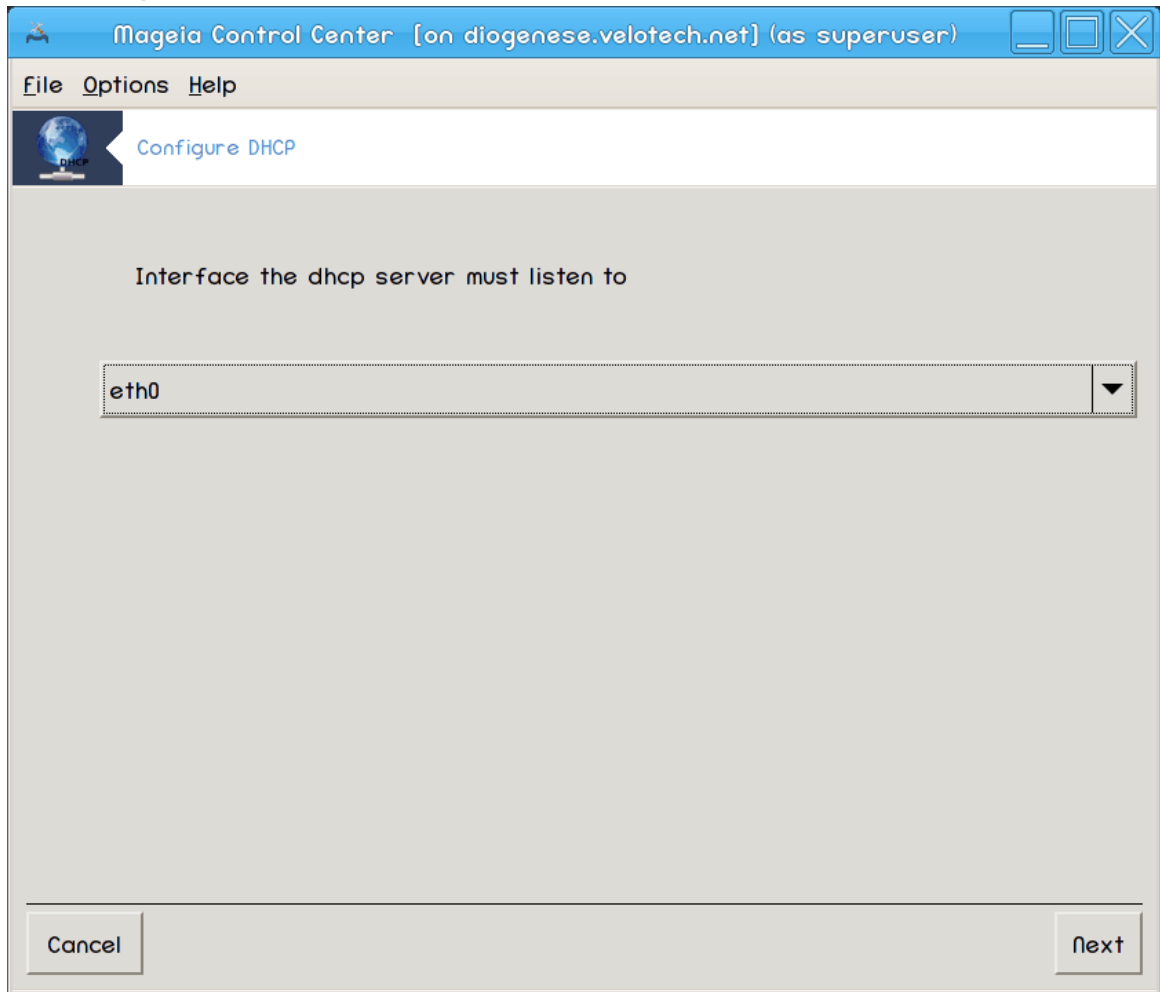 Mageia Control Center [on diogenese.velotech.net] (as superuser)
File Options Help
DHCP
Configure DHCP
Interface the dhcp server must listen to
eth0
Cancel
Next